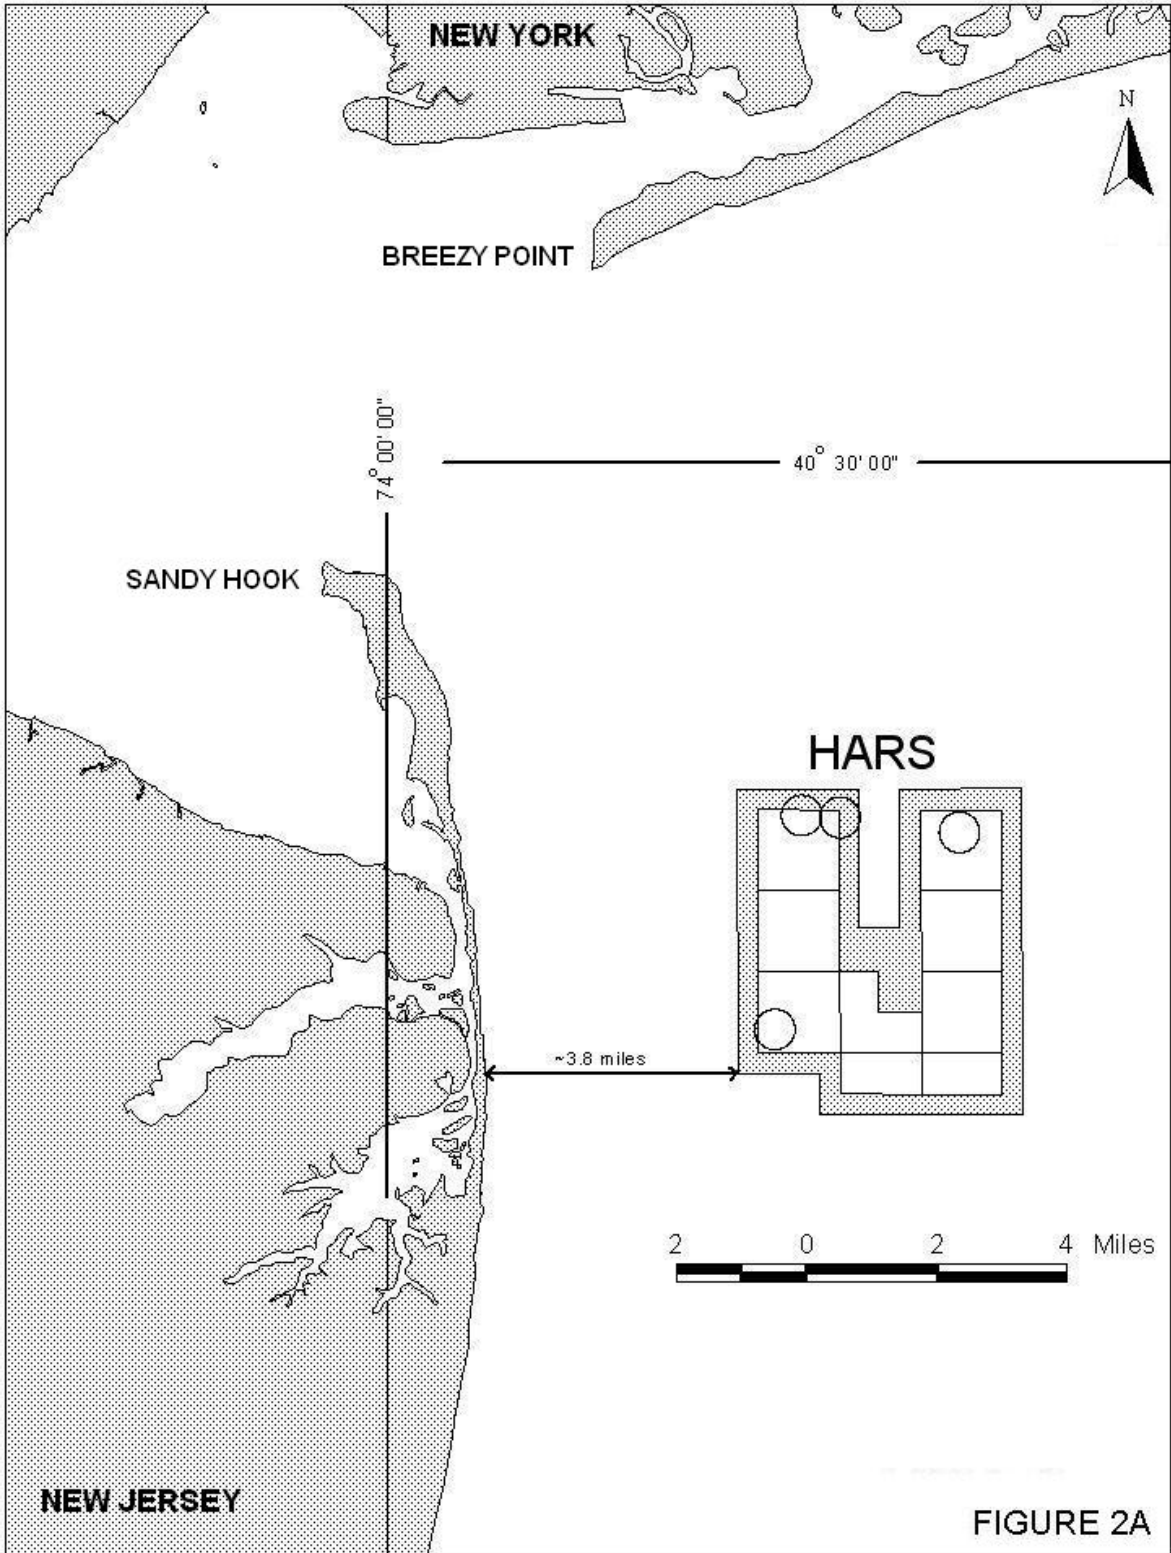 NEW YORK
N
BREEZY POINT
74° 00' 00"
40° 30' 00"
SANDY HOOK
HARS
~3.8 miles
2 0 2 4 Miles
NEW JERSEY
FIGURE 2A